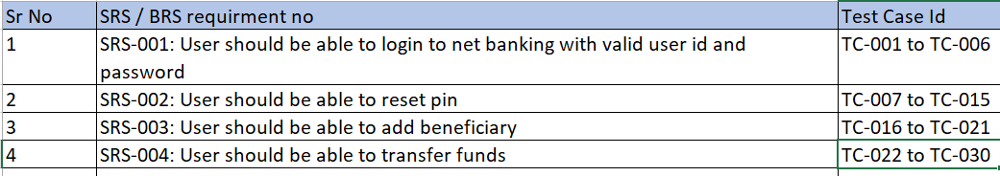 Sr No SRS / BRS requirment no Test Case Id
1 SRS-001: User should be able to login to net banking with valid user id and TC-001 to TC-006
password
2 SRS-002: User should be able to reset pin TC-007 to TC-015
3 SRS-003: User should be able to add beneficiary TC-016 to TC-021
4 SRS-004: User should be able to transfer funds TC-022 to TC-030